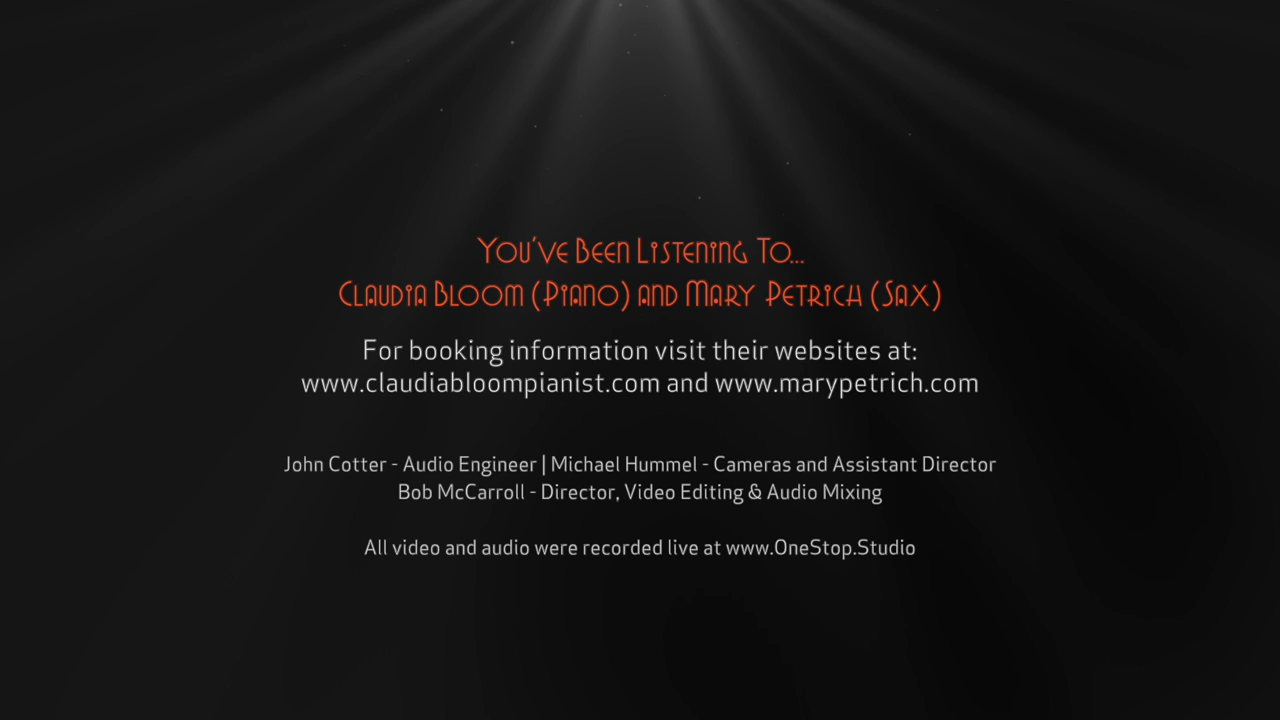 You've Been Listening To...
Claudia Bloom (Piano) and Mary Petrich (Sax)
For booking information visit their websites at:
www.claudiabloompianist.com and www.marypetrich.com
John Cotter - Audio Engineer | Michael Hummel - Cameras and Assistant Director
Bob McCarroll - Director, Video Editing & Audio Mixing
All video and audio were recorded live at www.OneStop.Studio